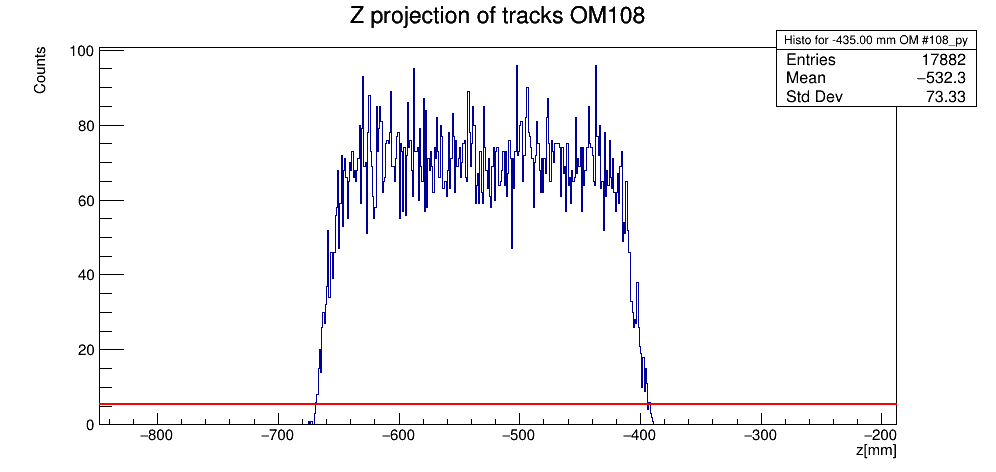 Z projection of tracks OM108
Histo for -435.00 mm OM #108_py
Entries 17882
Mean −532.3
Std Dev 73.33
Counts
100
80
60
40
20
0
−800 −700 −600 −500 −400 −300 −200
z[mm]